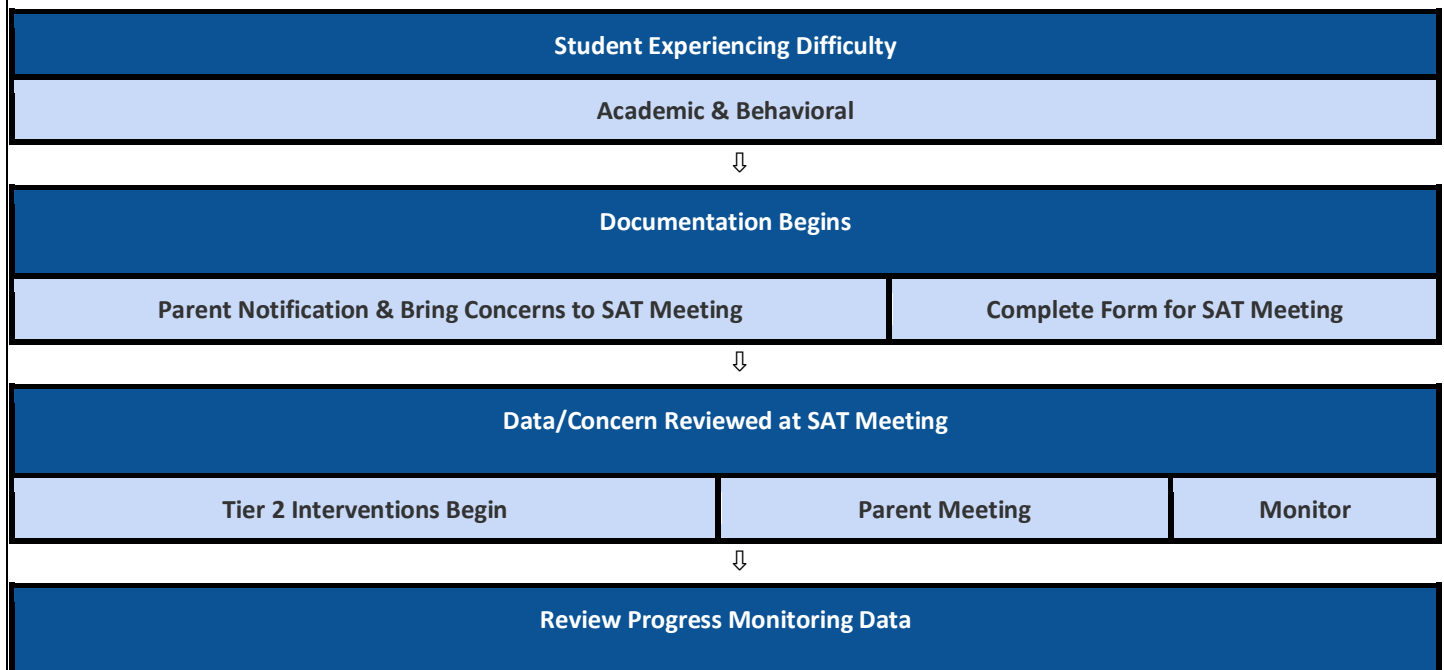 Student Experiencing Difficulty
Academic & Behavioral
⇩
Documentation Begins
Parent Notification & Bring Concerns to SAT Meeting
Complete Form for SAT Meeting
⇩
Data/Concern Reviewed at SAT Meeting
Tier 2 Interventions Begin
Parent Meeting
Monitor
⇩
Review Progress Monitoring Data